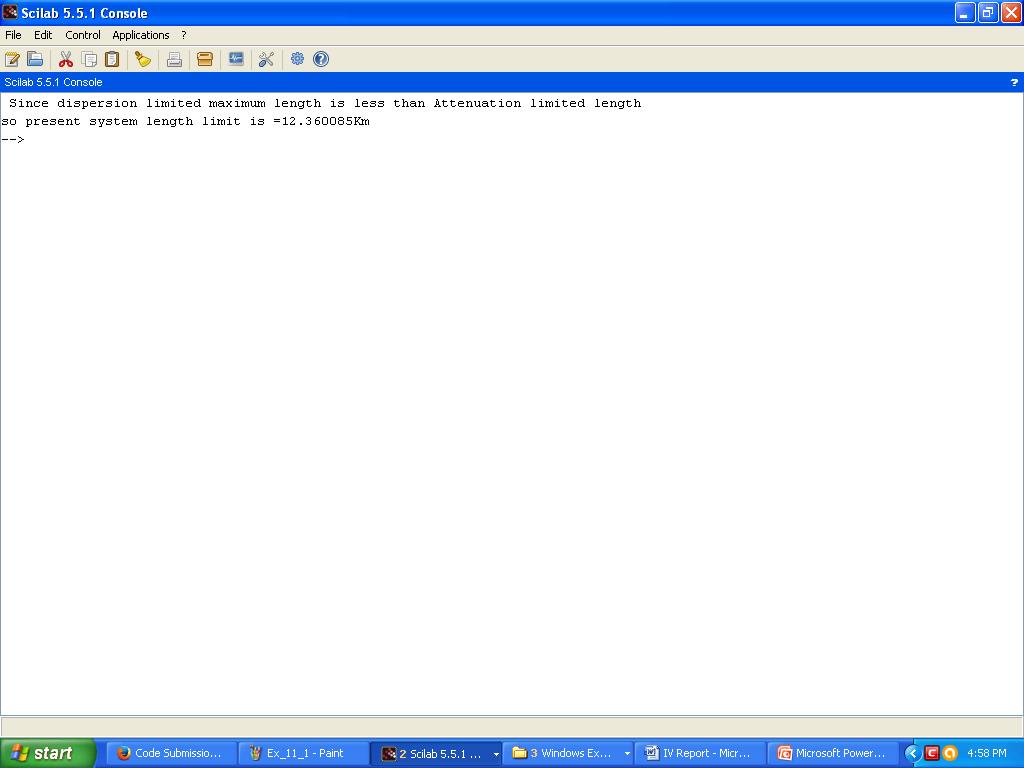 Scilab 5.5.1 Console
File Edit Control Applications ?
Scilab 5.5.1 Console ?
Since dispersion limited maximum length is less than Attenuation limited length
so present system length limit is =12.360085Km
-->
start Code Submissio... Ex_11_1 - Paint 2 Scilab 5.5.1 ... 3 Windows Ex... IV Report - Micr... Microsoft Power... 4:58 PM